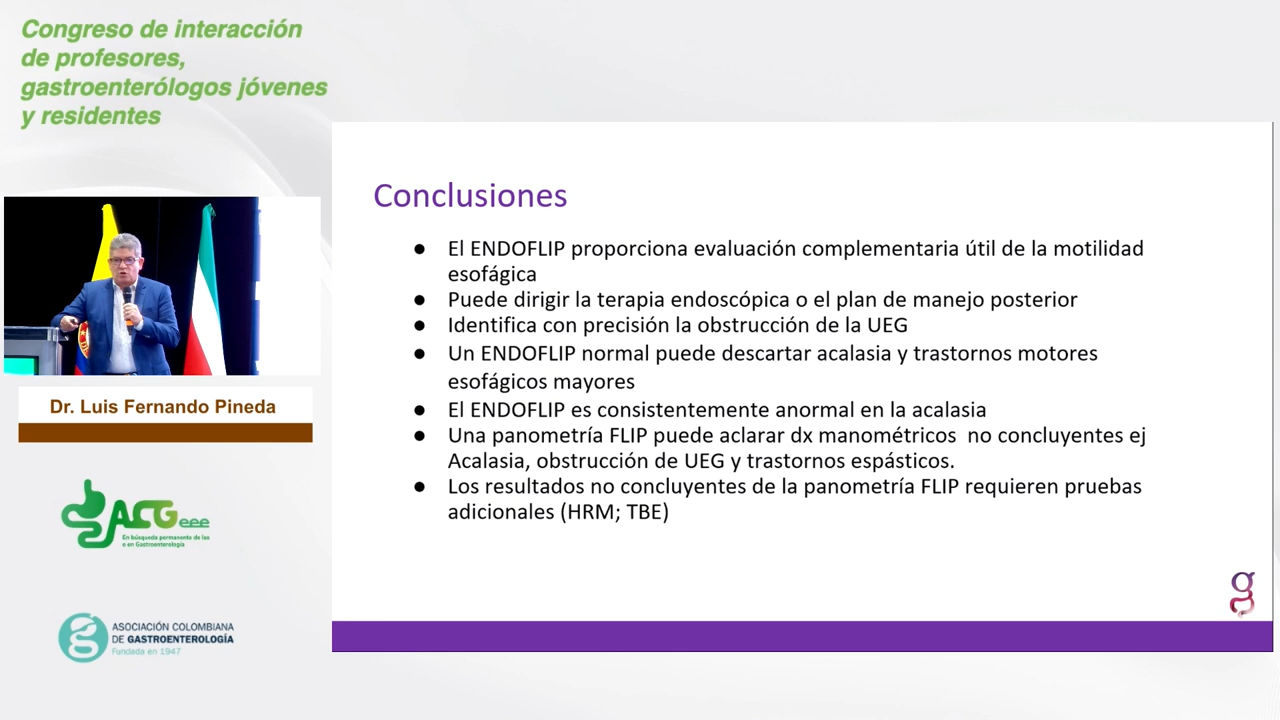 Congreso de interacción
de profesores,
gastroenterólogos jóvenes
y residentes
Dr. Luis Fernando Pineda
ACGeee
En búsqueda permanente de las
e en Gastroenterología
ASOCIACIÓN COLOMBIANA
DE GASTROENTEROLOGÍA
Fundada en 1947
Conclusiones
● El ENDOFLIP proporciona evaluación complementaria útil de la motilidad
esofágica
● Puede dirigir la terapia endoscópica o el plan de manejo posterior
● Identifica con precisión la obstrucción de la UEG
● Un ENDOFLIP normal puede descartar acalasia y trastornos motores
esofágicos mayores
● El ENDOFLIP es consistentemente anormal en la acalasia
● Una panometría FLIP puede aclarar dx manométricos  no concluyentes ej
Acalasia, obstrucción de UEG y trastornos espásticos.
● Los resultados no concluyentes de la panometría FLIP requieren pruebas
adicionales (HRM; TBE)